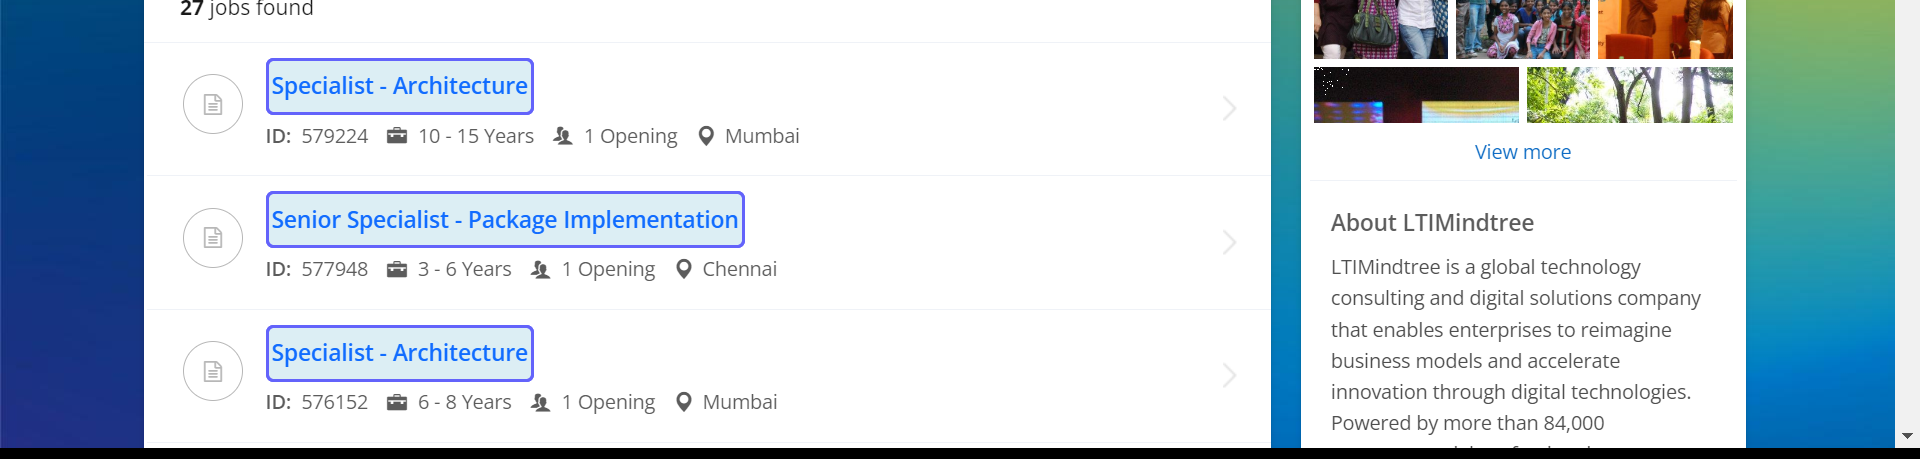 27 jobs found
Specialist - Architecture
ID: 579224 10 - 15 Years 1 Opening Mumbai
Senior Specialist - Package Implementation
ID: 577948 3 - 6 Years 1 Opening Chennai
Specialist - Architecture
ID: 576152 6 - 8 Years 1 Opening Mumbai
View more
About LTIMindtree
LTIMindtree is a global technology
consulting and digital solutions company
that enables enterprises to reimagine
business models and accelerate
innovation through digital technologies.
Powered by more than 84,000